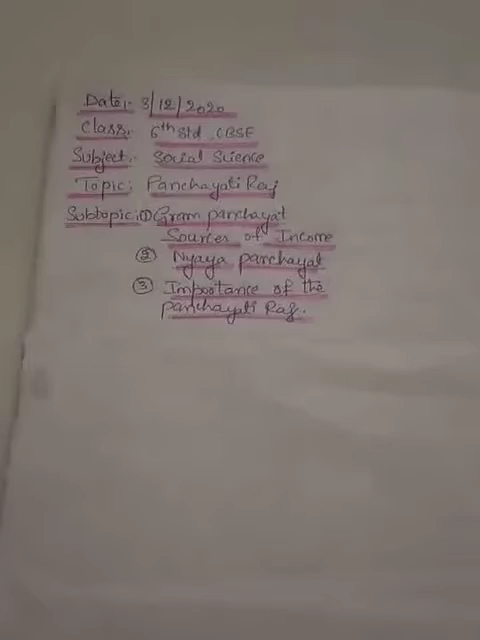 Date:- 3/12/2020
Class:- 6th std CBSE
Subject:- Social Science
Topic:- Panchayati Raj
Subtopic:① Gram panchayat
Sources of Income
② Nyaya panchayat
③ Importance of the
panchayati Raj.